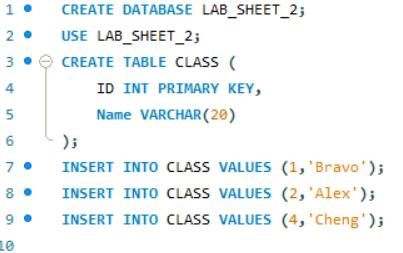 1 CREATE DATABASE LAB_SHEET_2;
2 USE LAB_SHEET_2;
3 CREATE TABLE CLASS (
4 ID INT PRIMARY KEY,
5 Name VARCHAR(20)
6 );
7 INSERT INTO CLASS VALUES (1,'Bravo');
8 INSERT INTO CLASS VALUES (2,'Alex');
9 INSERT INTO CLASS VALUES (4,'Cheng');
10